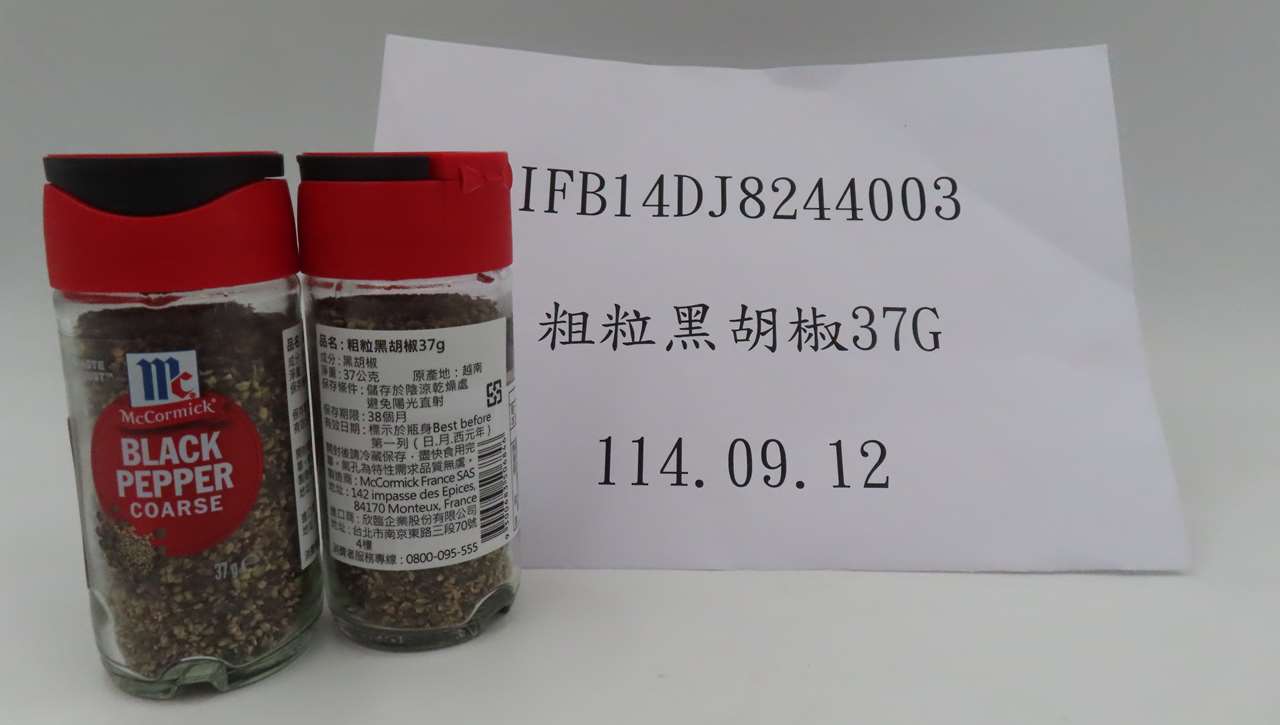 McCormick®
BLACK
PEPPER
COARSE
37g
品名：粗粒黑胡椒37g
成分：黑胡椒
淨重：37公克 原產地：越南
保存條件：儲存於陰涼乾燥處
避免陽光直射
保存期限：38個月
有效日期：標示於瓶身Best before
第一列（日.月.西元年）
開封後請冷藏保存，盡快食用完
氣孔為特性需求品質無虞。
製造商：McCormick France SAS
地址：142 impasse des Epices,
84170 Monteux, France
進口商：欣臨企業股份有限公司
地址：台北市南京東路三段70號
4樓
消費者服務專線：0800-095-555
IFB14DJ8244003
粗粒黑胡椒37G
114.09.12